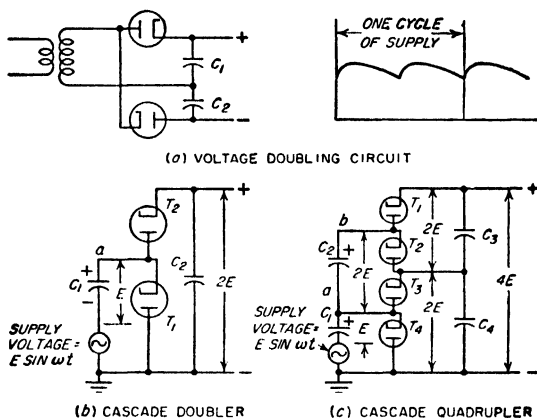 ONE CYCLE
OF SUPPLY
+
C1
C2
−
(a) VOLTAGE DOUBLING CIRCUIT
+
T2
a
C1
+
−
E
C2
2E
T1
SUPPLY
VOLTAGE=
E SIN ωt
−
(b) CASCADE DOUBLER
+
T1
b
2E
C3
C2
+
T2
2E
4E
a
T3
SUPPLY
VOLTAGE=
E SIN ωt
C1
+
E
T4
2E
C4
−
(c) CASCADE QUADRUPLER